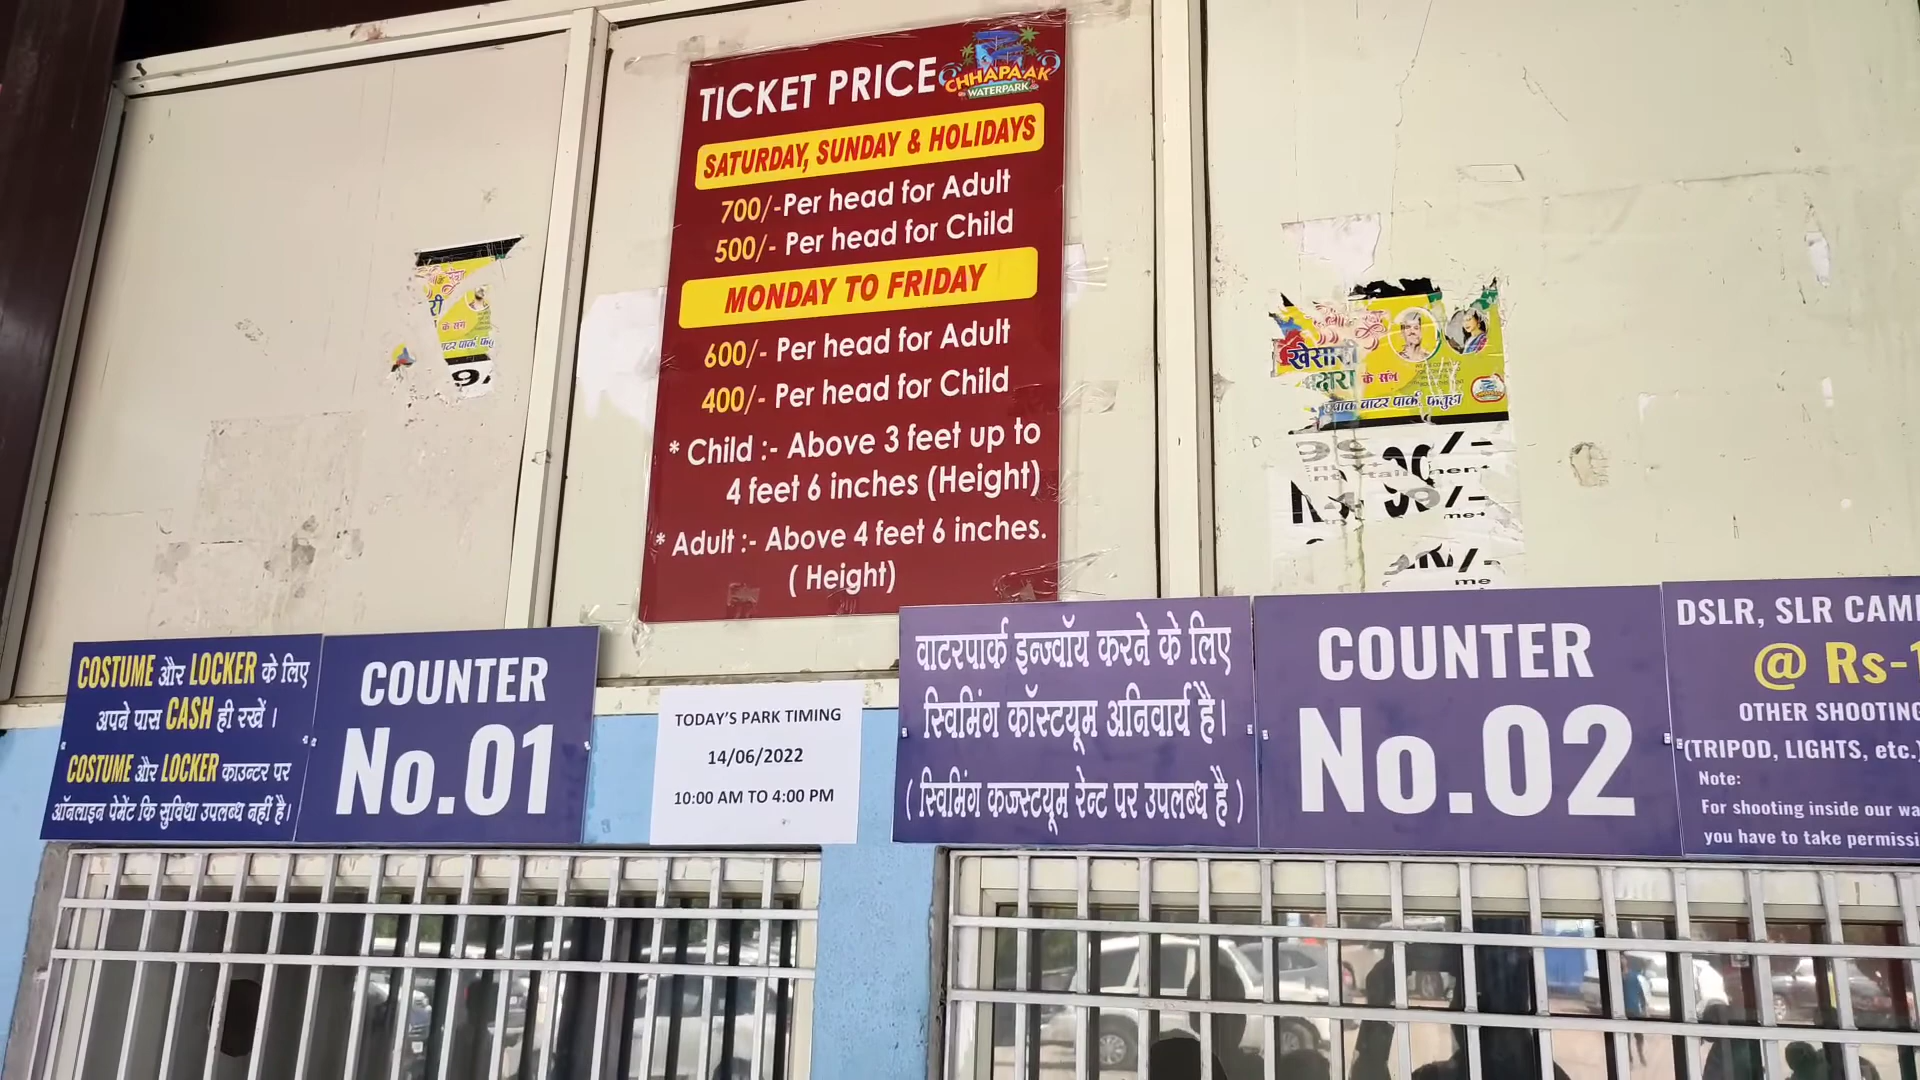 TICKET PRICE
CHHAPAAK
WATERPARK
SATURDAY, SUNDAY & HOLIDAYS
700/-Per head for Adult
500/- Per head for Child
MONDAY TO FRIDAY
600/- Per head for Adult
400/- Per head for Child
* Child :- Above 3 feet up to
4 feet 6 inches (Height)
* Adult :- Above 4 feet 6 inches.
( Height)
री
के संग
9
खेसारी
के संग
वाटर पार्क, फतुहा
COSTUME और LOCKER के लिए
अपने पास CASH ही रखें ।
COSTUME और LOCKER काउन्टर पर
ऑनलाइन पेमेंट कि सुविधा उपलब्ध नहीं है।
COUNTER
No.01
TODAY'S PARK TIMING
14/06/2022
10:00 AM TO 4:00 PM
वाटरपार्क इन्ज्वॉय करने के लिए
स्विमिंग कॉस्टयूम अनिवार्य है।
( स्विमिंग कज्स्टयूम रेन्ट पर उपलब्ध है )
COUNTER
No.02
DSLR, SLR CAM
@ Rs-1
OTHER SHOOTING
(TRIPOD, LIGHTS, etc.)
Note:
For shooting inside our wa
you have to take permissi